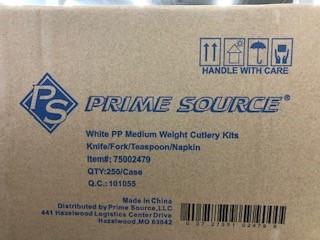 HANDLE WITH CARE
PS PRIME SOURCE®
White PP Medium Weight Cutlery Kits
Knife/Fork/Teaspoon/Napkin
Item#: 75002479
QTY:250/Case
Q.C.: 101055
Made in China
Distributed by Prime Source, LLC.
441 Hazelwood Logistics Center Drive
Hazelwood, MO 63042